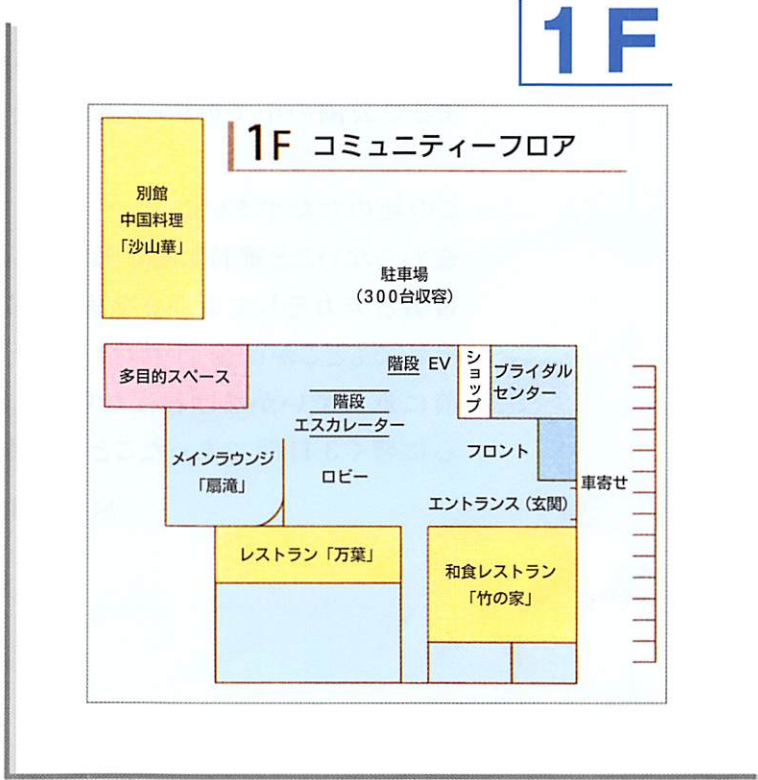 1F
1F コミュニティーフロア
別館
中国料理
「沙山華」
駐車場
（300台収容）
多目的スペース
階段 EV
ショップ
ブライダル
センター
階段
エスカレーター
メインラウンジ
「扇滝」
ロビー
フロント
車寄せ
エントランス（玄関）
レストラン「万葉」
和食レストラン
「竹の家」